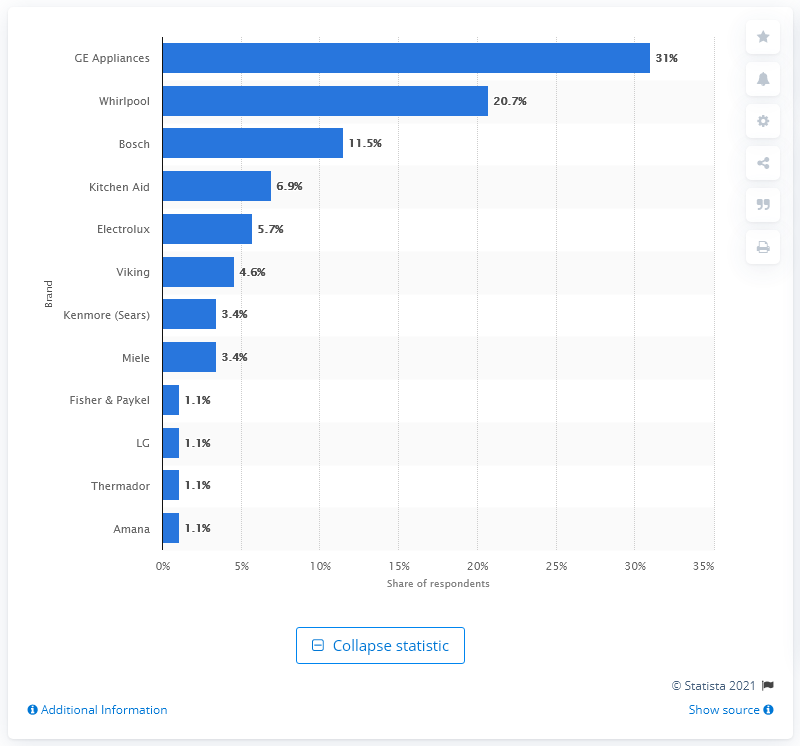 GE Appliances 31%
Whirlpool 20.7%
Bosch 11.5%
Kitchen Aid 6.9%
Electrolux 5.7%
Viking 4.6%
Brand
Kenmore (Sears) 3.4%
Miele 3.4%
Fisher & Paykel 1.1%
LG 1.1%
Thermador 1.1%
Amana 1.1%
0% 5% 10% 15% 20% 25% 30% 35%
Share of respondents
Collapse statistic
© Statista 2021
Additional Information Show source